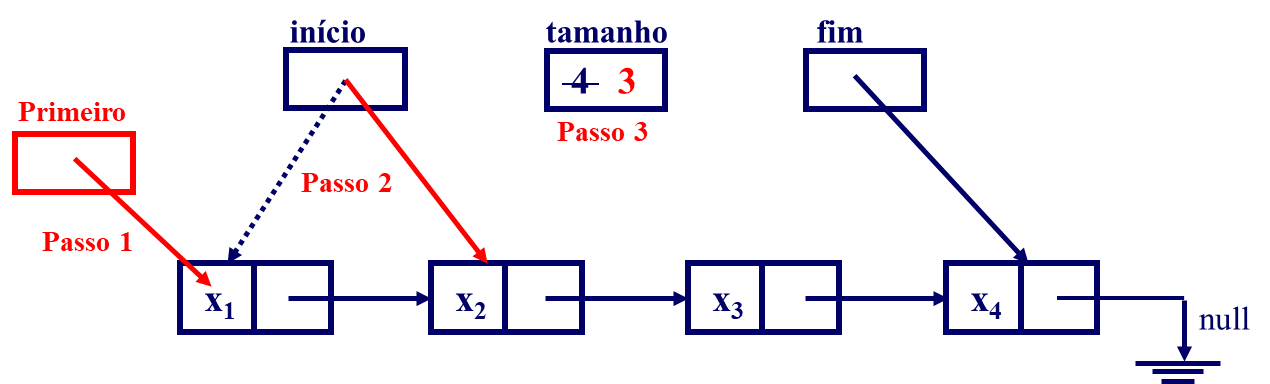 início
tamanho
fim
4 3
Primeiro
Passo 3
Passo 2
Passo 1
x1
x2
x3
x4
null